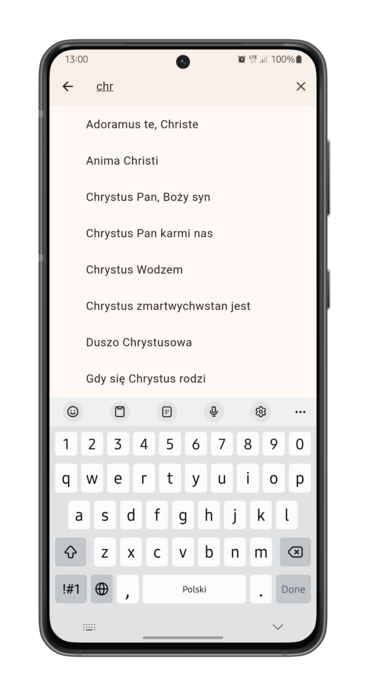 13:00 LTE 100%
chr
Adoramus te, Christe
Anima Christi
Chrystus Pan, Boży syn
Chrystus Pan karmi nas
Chrystus Wodzem
Chrystus zmartwychwstan jest
Duszo Chrystusowa
Gdy się Chrystus rodzi
1 2 3 4 5 6 7 8 9 0
q w e r t y u i o p
a s d f g h j k l
z x c v b n m
!#1 , Polski . Done